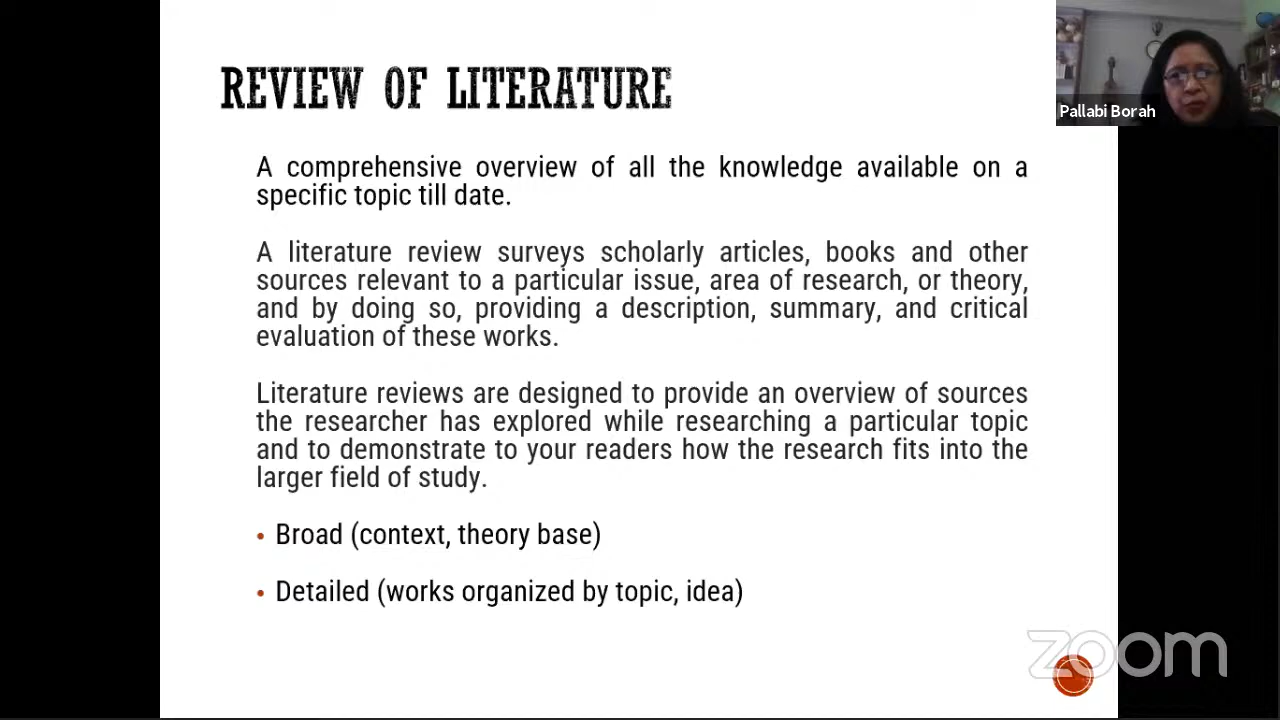 REVIEW OF LITERATURE
Pallabi Borah
A comprehensive overview of all the knowledge available on a
specific topic till date.
A literature review surveys scholarly articles, books and other
sources relevant to a particular issue, area of research, or theory,
and by doing so, providing a description, summary, and critical
evaluation of these works.
Literature reviews are designed to provide an overview of sources
the researcher has explored while researching a particular topic
and to demonstrate to your readers how the research fits into the
larger field of study.
• Broad (context, theory base)
• Detailed (works organized by topic, idea)
zoom